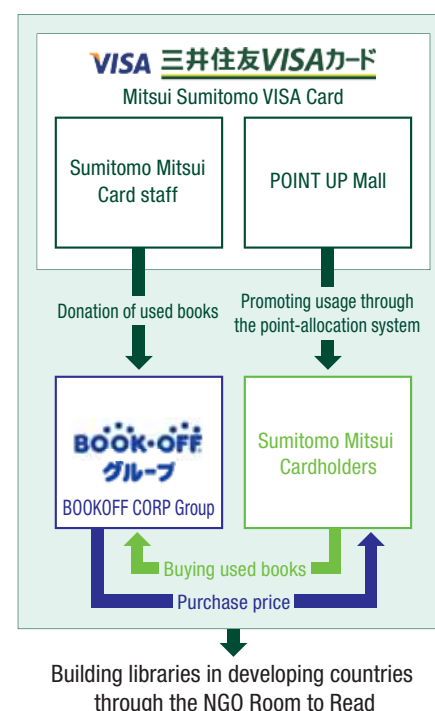 VISA 三井住友VISAカード
Mitsui Sumitomo VISA Card
Sumitomo Mitsui
Card staff
POINT UP Mall
Donation of used books
Promoting usage through
the point-allocation system
BOOK·OFF
グループ
BOOKOFF CORP Group
Sumitomo Mitsui
Cardholders
Buying used books
Purchase price
Building libraries in developing countries
through the NGO Room to Read